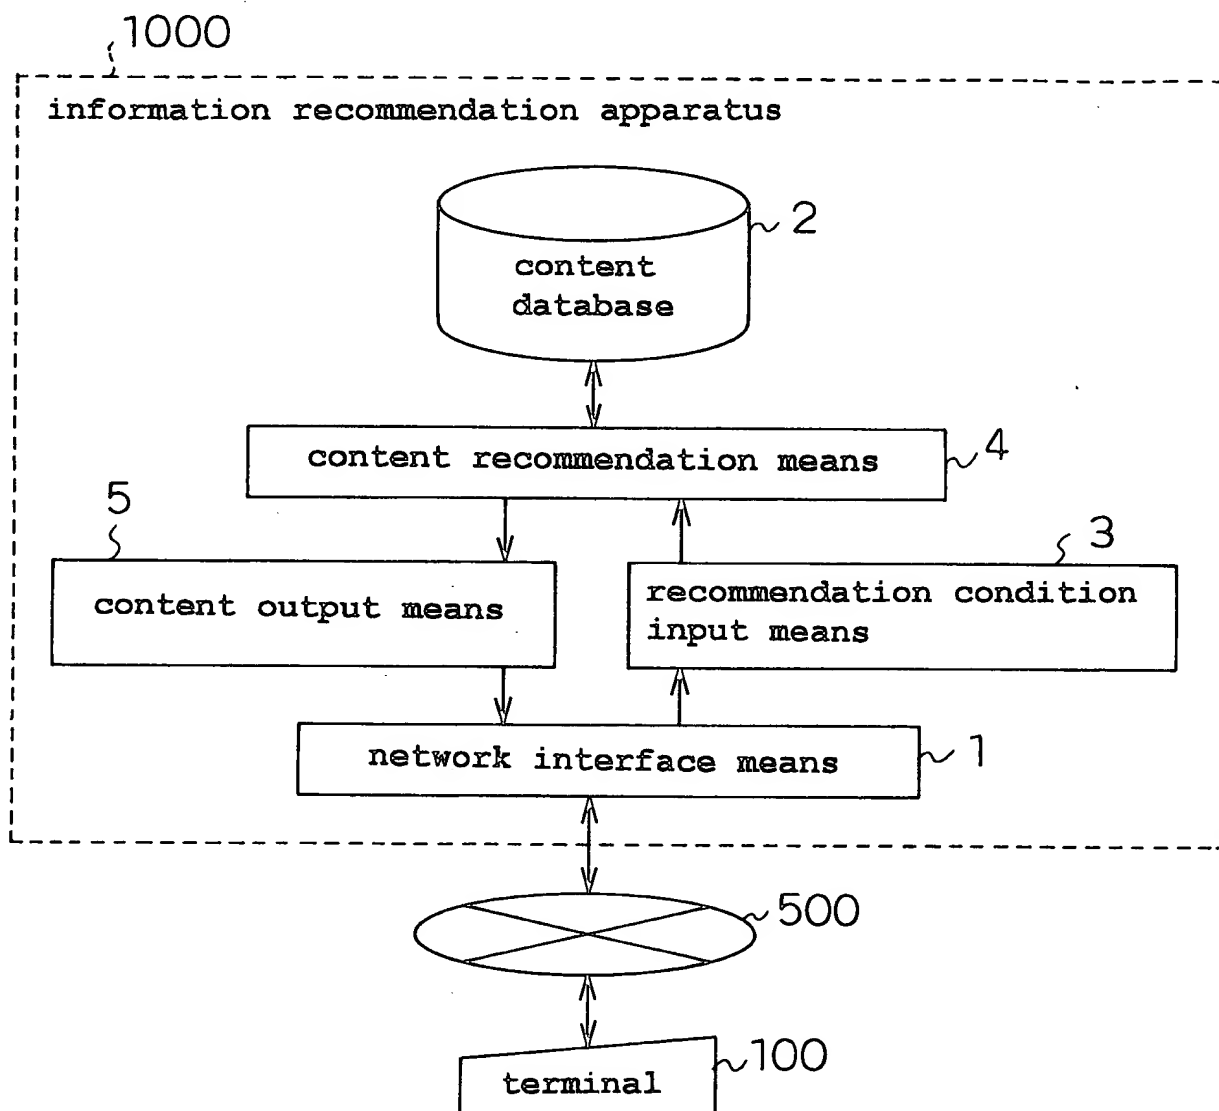 1000
information recommendation apparatus
2
content
database
content recommendation means
4
5
3
content output means
recommendation condition
input means
network interface means
1
500
100
terminal